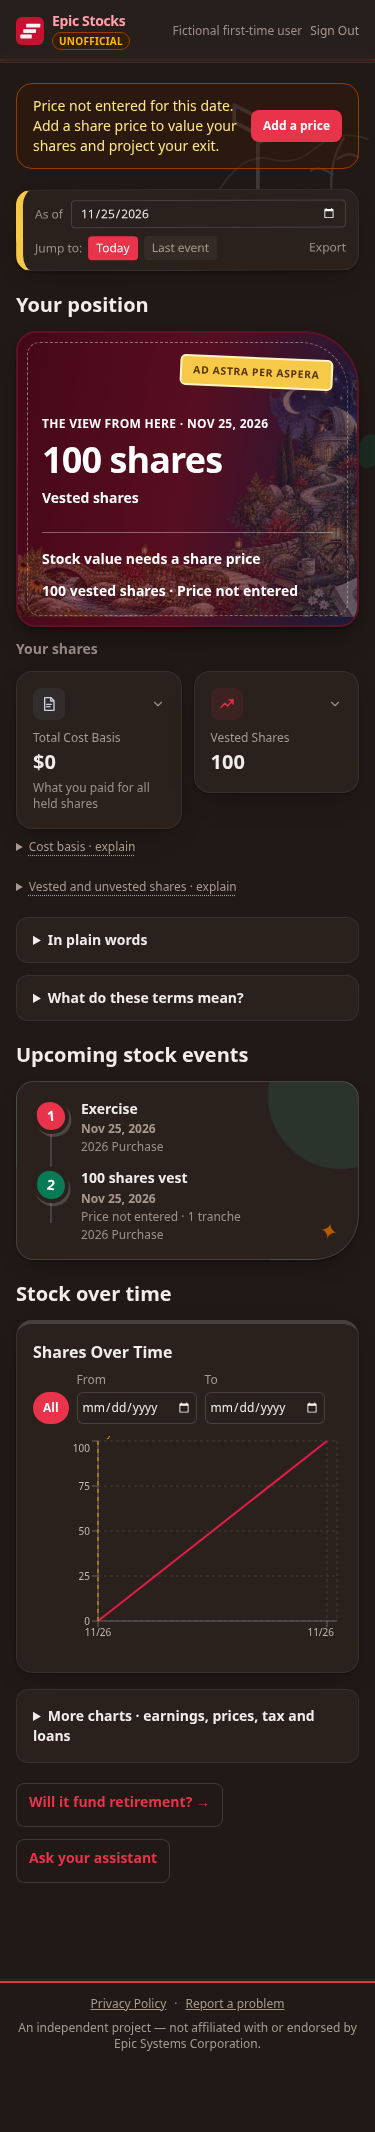 Epic Stocks
UNOFFICIAL
Fictional first-time user Sign Out
Price not entered for this date.
Add a share price to value your
shares and project your exit.
Add a price
As of 11/25/2026
Jump to: Today Last event Export
Your position
AD ASTRA PER ASPERA
THE VIEW FROM HERE · NOV 25, 2026
100 shares
Vested shares
Stock value needs a share price
100 vested shares · Price not entered
Your shares
Total Cost Basis
$0
What you paid for all
held shares
Vested Shares
100
Cost basis · explain
Vested and unvested shares · explain
In plain words
What do these terms mean?
Upcoming stock events
1
Exercise
Nov 25, 2026
2026 Purchase
2
100 shares vest
Nov 25, 2026
Price not entered · 1 tranche
2026 Purchase
Stock over time
Shares Over Time
From To
All mm/dd/yyyy mm/dd/yyyy
100
75
50
25
0
11/26 11/26
More charts · earnings, prices, tax and
loans
Will it fund retirement? →
Ask your assistant
Privacy Policy · Report a problem
An independent project — not affiliated with or endorsed by
Epic Systems Corporation.